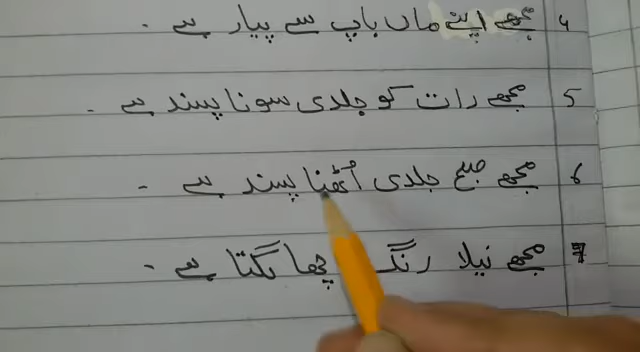 4 مجھے اپنے ماں باپ سے پیار ہے ۔
5 مجھے رات کو جلدی سونا پسند ہے ۔
6 مجھے صبح جلدی اُٹھنا پسند ہے ۔
7 مجھے نیلا رنگ اچھا لگتا ہے ۔